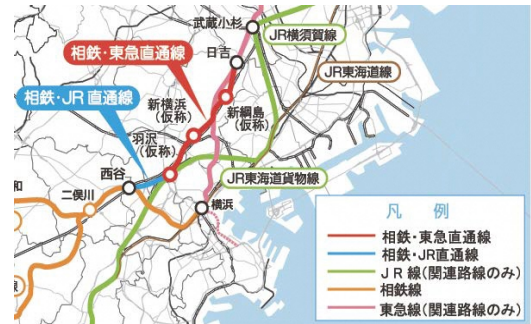 武蔵小杉
JR横須賀線
日吉
相鉄・東急直通線
JR東海道線
相鉄・JR直通線
新横浜
(仮称)
新綱島
(仮称)
羽沢
(仮称)
西谷
JR東海道貨物線
和
二俣川
横浜
線
凡 例
相鉄・東急直通線
相鉄・JR直通線
JR線(関連路線のみ)
相鉄線
東急線(関連路線のみ)